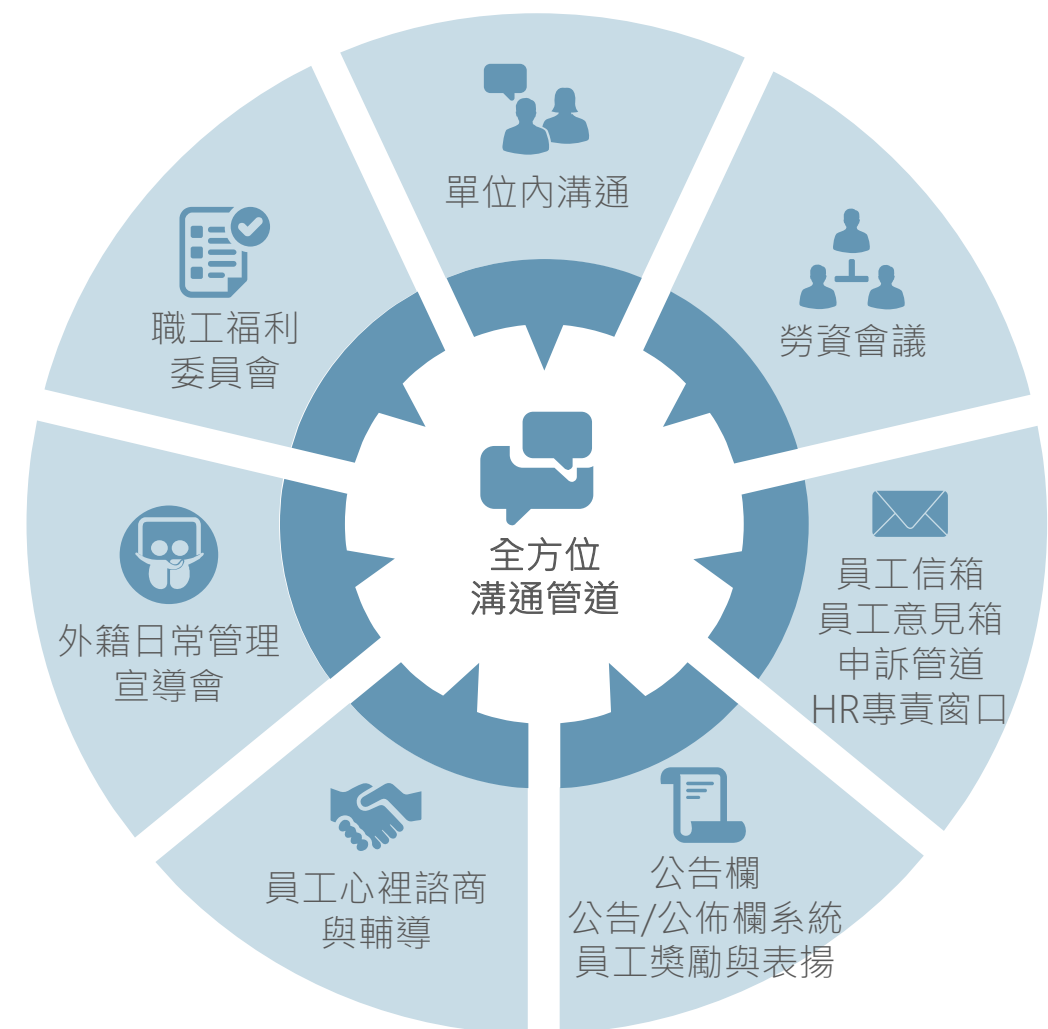 單位內溝通
勞資會議
員工信箱
員工意見箱
申訴管道
HR專責窗口
公告欄
公告/公佈欄系統
員工獎勵與表揚
員工心裡諮商
與輔導
外籍日常管理
宣導會
職工福利
委員會
全方位
溝通管道